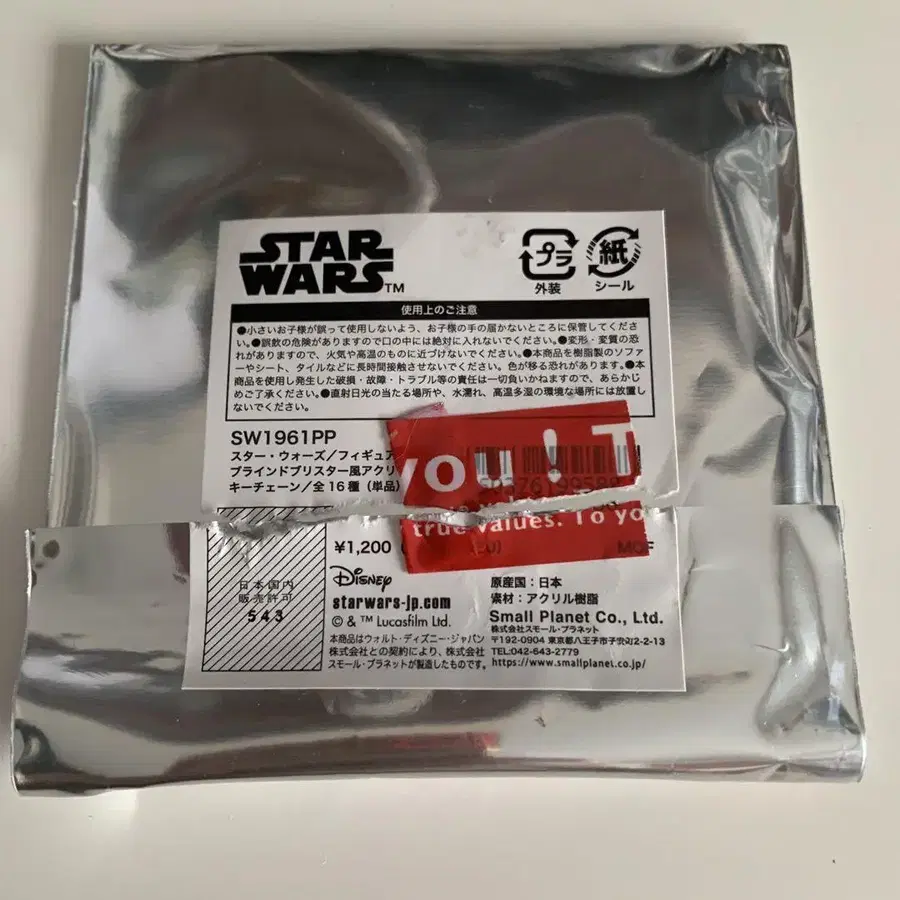 STAR
WARS TM
プラ
外装
紙
シール
使用上のご注意
●小さいお子様が誤って使用しないよう、お子様の手の届かないところに保管してくださ
い。●誤飲の危険がありますので口の中には絶対に入れないでください。●変形・変質の恐
れがありますので、火気や高温のものに近づけないでください。●本商品を樹脂製のソファ
ーやシート、タイルなどに長時間接触させないでください。色が移る恐れがあります。●本
商品を使用し発生した破損・故障・トラブル等の責任は一切負いかねますので、あらかじ
めご了承ください。●直射日光の当たる場所や、水濡れ、高温多湿の環境な場所には放置し
ないでください。
SW1961PP
スター・ウォーズ/フィギュア
ブラインドブリスター風アクリ
キーチェーン/全16種(単品)
you! T
true values. To yo
¥1,200
日本国内
販売許可
543
Disney
starwars-jp.com
© & TM Lucasfilm Ltd.
本商品はウォルト・ディズニー・ジャパン
株式会社との契約により、株式会社
スモール・プラネットが製造したものです。
原産国:日本
素材:アクリル樹脂
Small Planet Co., Ltd.
株式会社スモール・プラネット
〒192-0904 東京都八王子市子安町2-2-13
TEL:042-643-2779
https://www.smallplanet.co.jp/